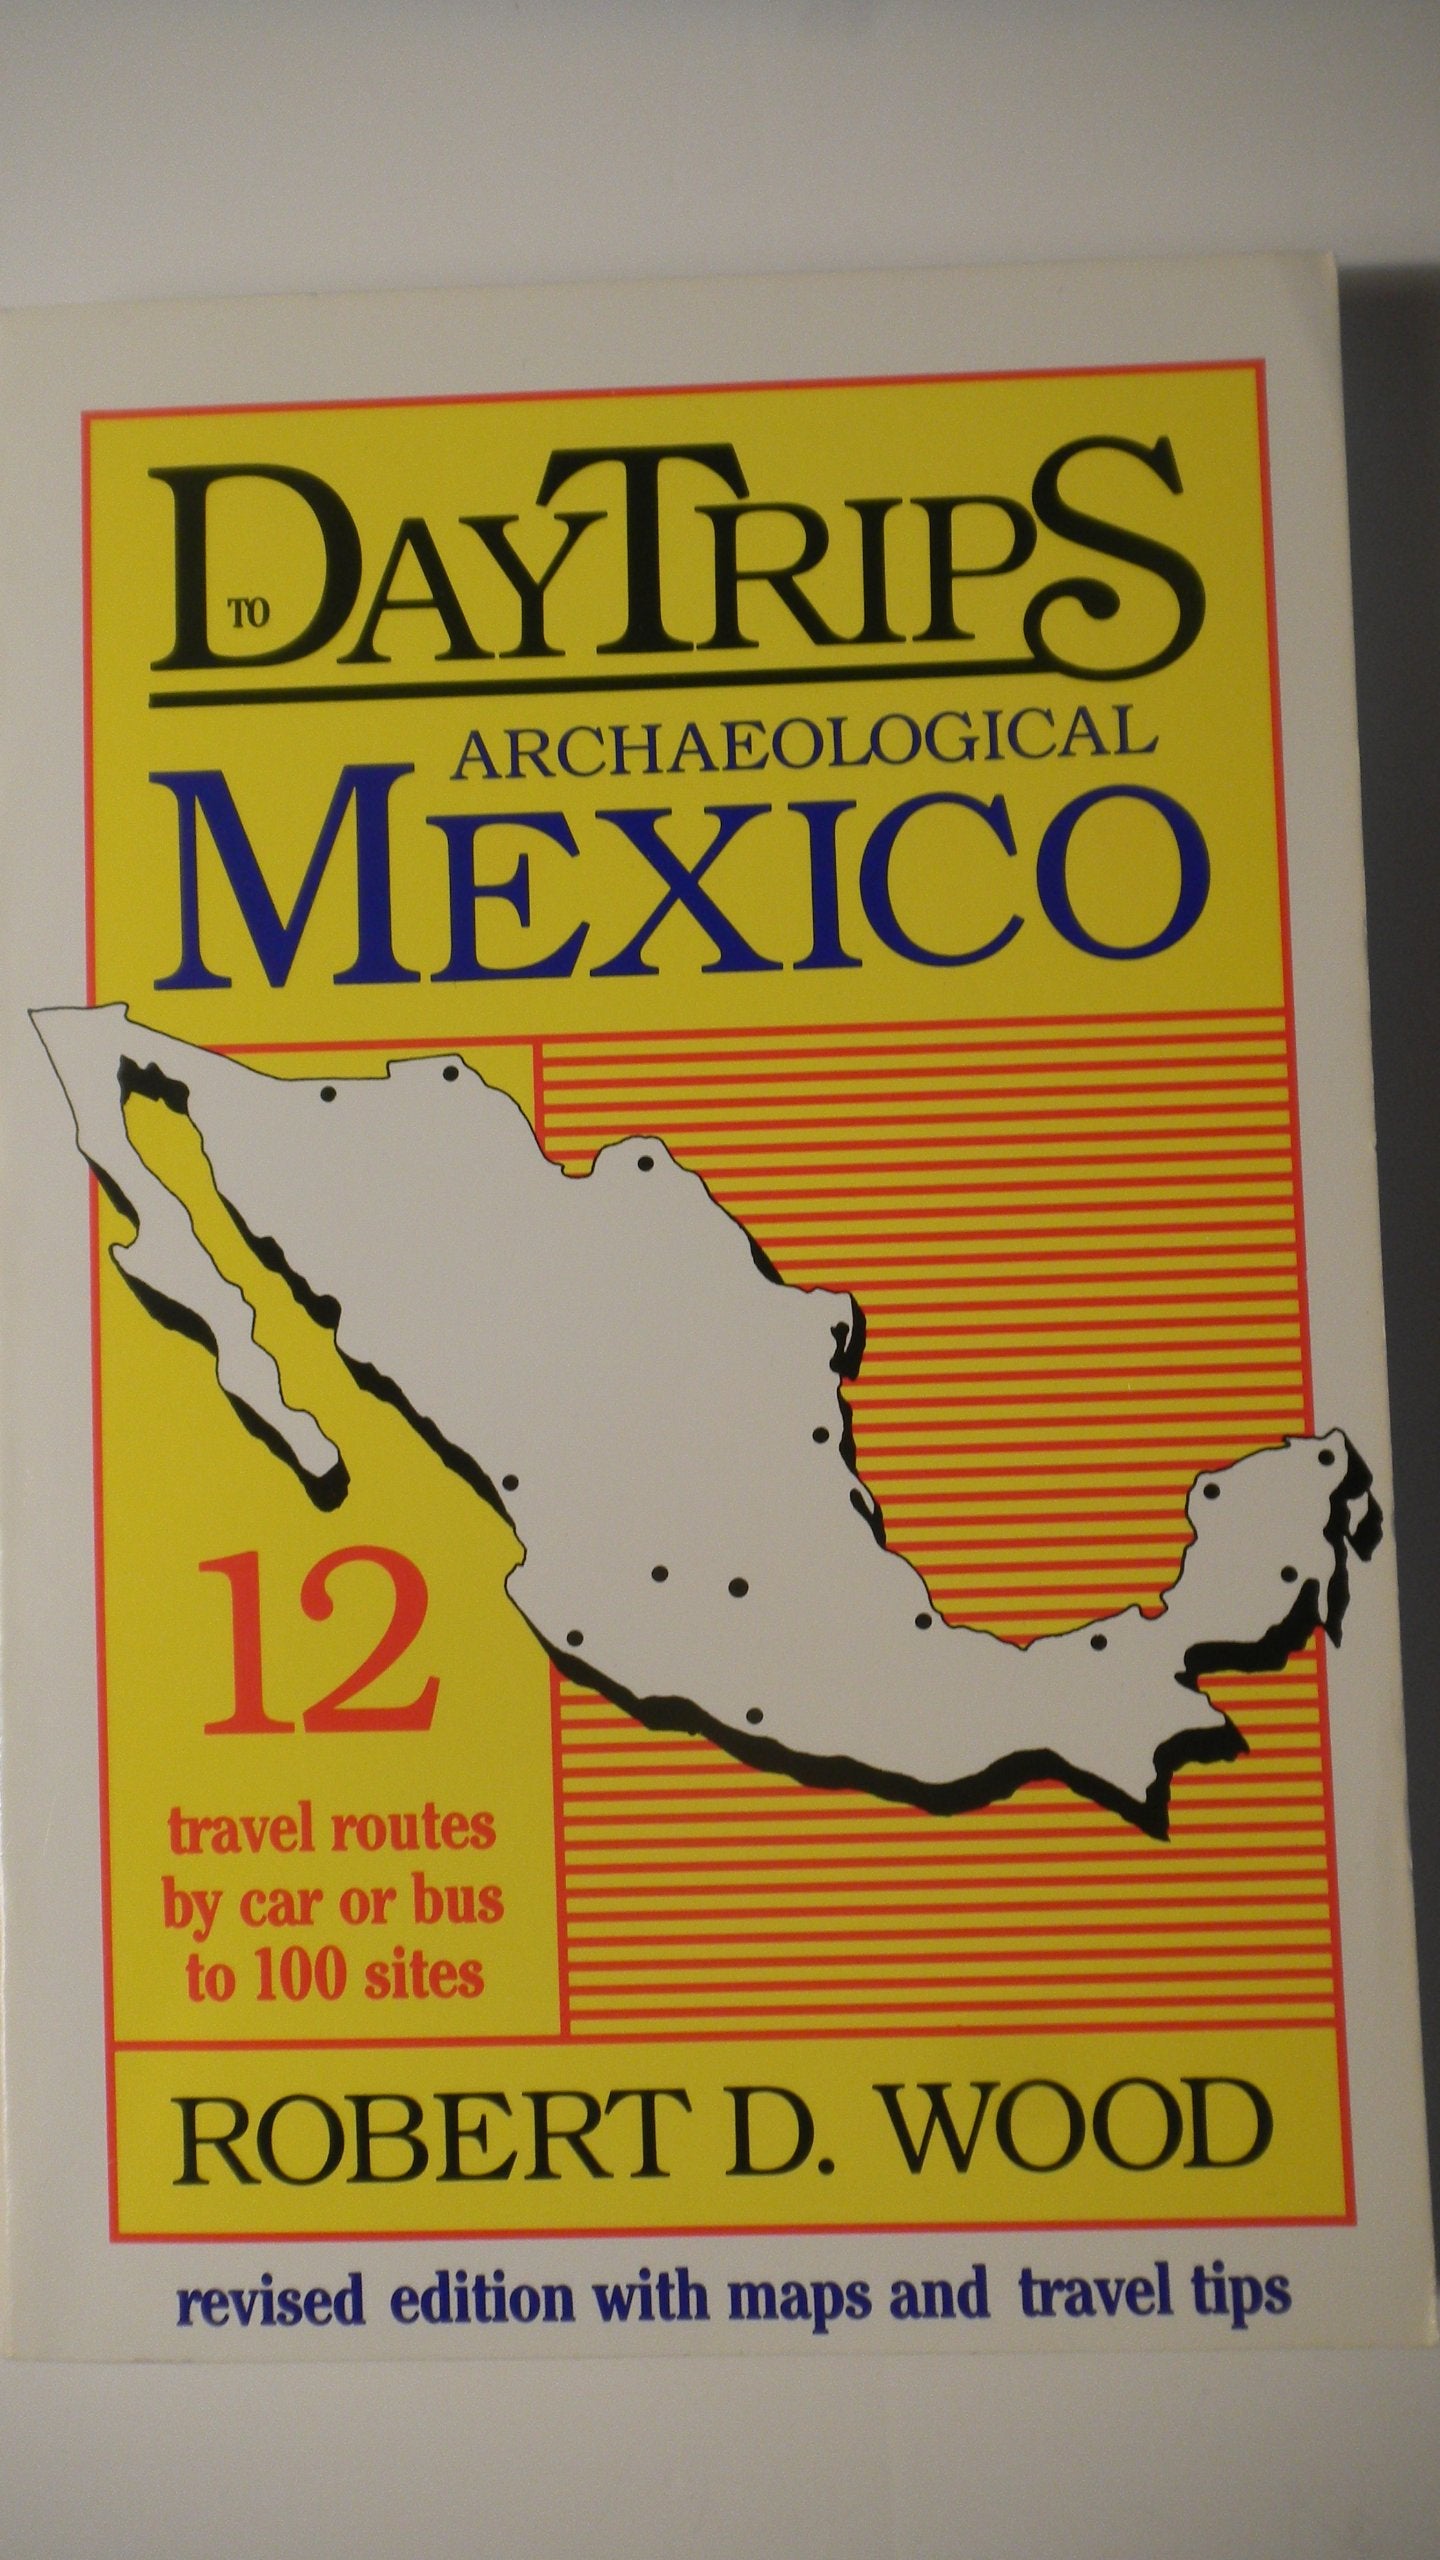 DAYTRIPS
TO
ARCHAEOLOGICAL
MEXICO
12
travel routes
by car or bus
to 100 sites
ROBERT D. WOOD
revised edition with maps and travel tips